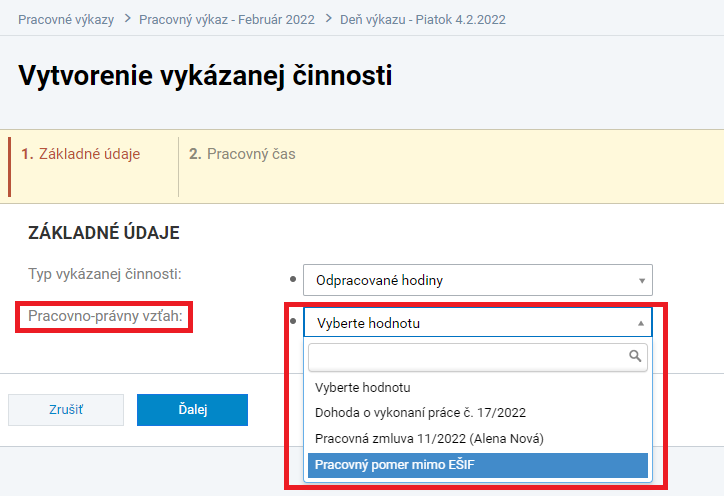 Pracovné výkazy > Pracovný výkaz - Február 2022 > Deň výkazu - Piatok 4.2.2022
Vytvorenie vykázanej činnosti
1. Základné údaje
2. Pracovný čas
ZÁKLADNÉ ÚDAJE
Typ vykázanej činnosti:
Odpracované hodiny
Pracovno-právny vzťah:
Vyberte hodnotu
Vyberte hodnotu
Dohoda o vykonaní práce č. 17/2022
Pracovná zmluva 11/2022 (Alena Nová)
Pracovný pomer mimo EŠIF
Zrušiť
Ďalej